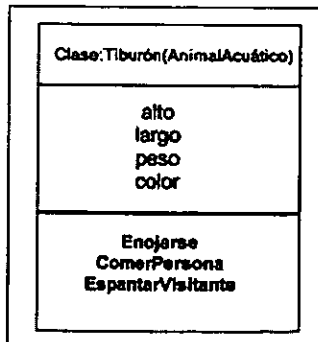 Clase:Tiburón(AnimalAcuático)
alto
largo
peso
color
Enojarse
ComerPersona
EspantarVisitante